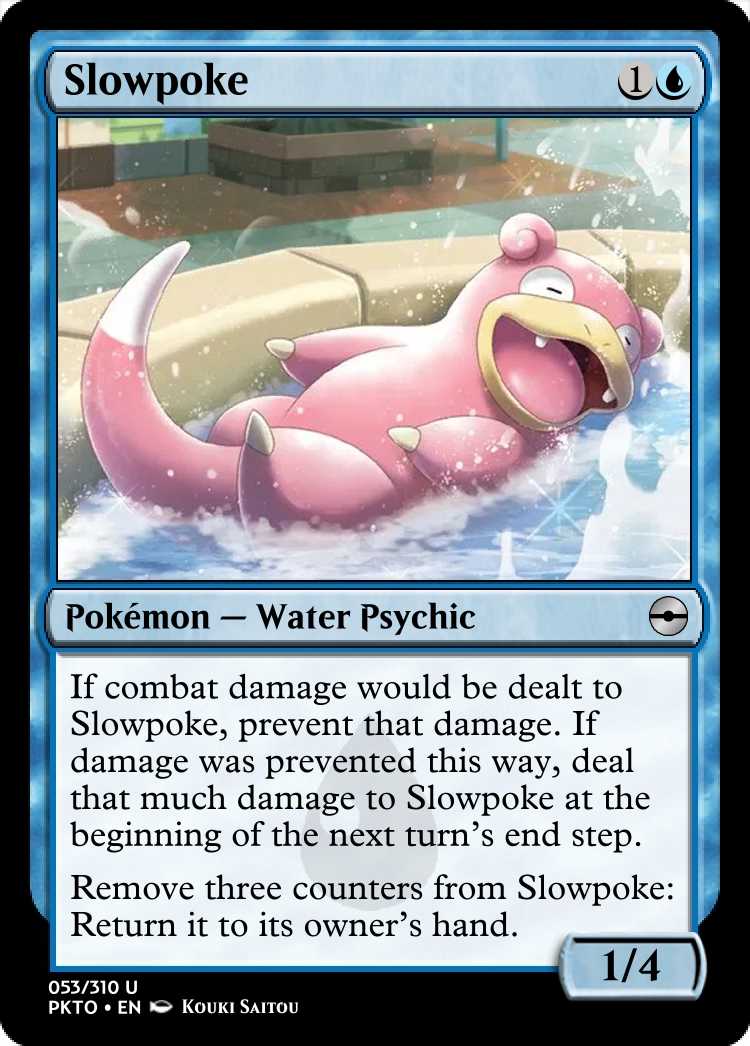 Slowpoke 1
Pokémon — Water Psychic
If combat damage would be dealt to
Slowpoke, prevent that damage. If
damage was prevented this way, deal
that much damage to Slowpoke at the
beginning of the next turn's end step.
Remove three counters from Slowpoke:
Return it to its owner's hand.
1/4
053/310 U
PKTO • EN Kouki Saitou